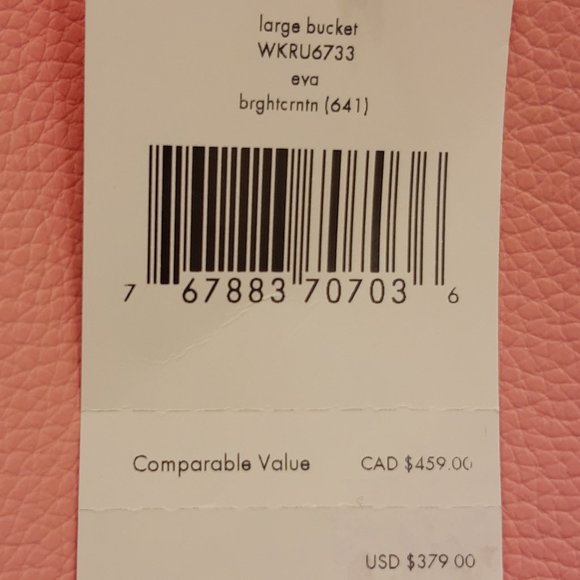 large bucket
WKRU6733
eva
brghtcrntn (641)
7 67883 70703 6
Comparable Value CAD $459.00
USD $379 00